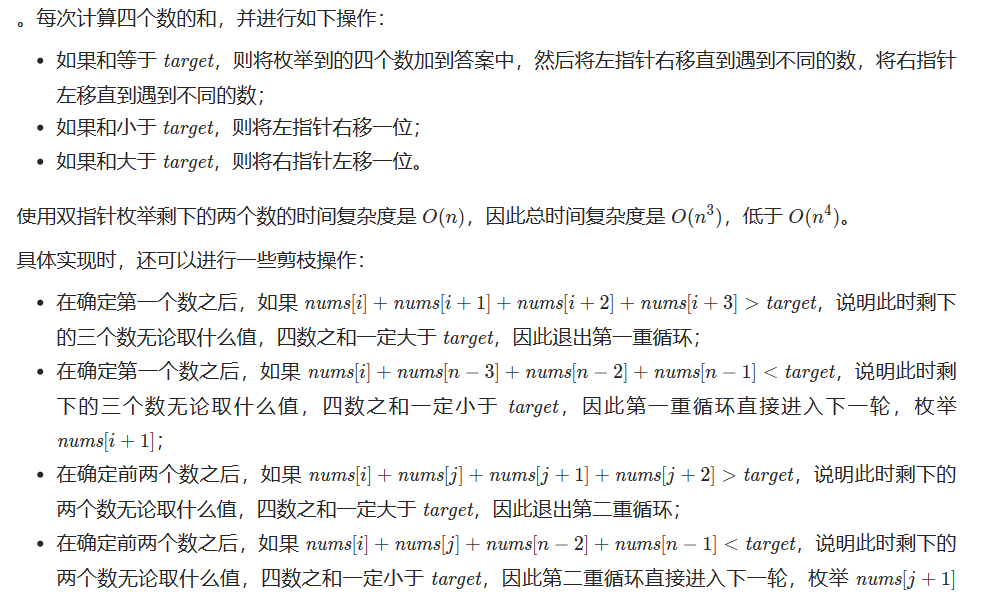 。每次计算四个数的和，并进行如下操作：
• 如果和等于 target，则将枚举到的四个数加到答案中，然后将左指针右移直到遇到不同的数，将右指针
左移直到遇到不同的数；
• 如果和小于 target，则将左指针右移一位；
• 如果和大于 target，则将右指针左移一位。
使用双指针枚举剩下的两个数的时间复杂度是 O(n)，因此总时间复杂度是 O(n³)，低于 O(n⁴)。
具体实现时，还可以进行一些剪枝操作：
• 在确定第一个数之后，如果 nums[i] + nums[i + 1] + nums[i + 2] + nums[i + 3] > target，说明此时剩下
的三个数无论取什么值，四数之和一定大于 target，因此退出第一重循环；
• 在确定第一个数之后，如果 nums[i] + nums[n − 3] + nums[n − 2] + nums[n − 1] < target，说明此时剩
下的三个数无论取什么值，四数之和一定小于 target，因此第一重循环直接进入下一轮，枚举
nums[i + 1]；
• 在确定前两个数之后，如果 nums[i] + nums[j] + nums[j + 1] + nums[j + 2] > target，说明此时剩下的
两个数无论取什么值，四数之和一定大于 target，因此退出第二重循环；
• 在确定前两个数之后，如果 nums[i] + nums[j] + nums[n − 2] + nums[n − 1] < target，说明此时剩下的
两个数无论取什么值，四数之和一定小于 target，因此第二重循环直接进入下一轮，枚举 nums[j + 1]